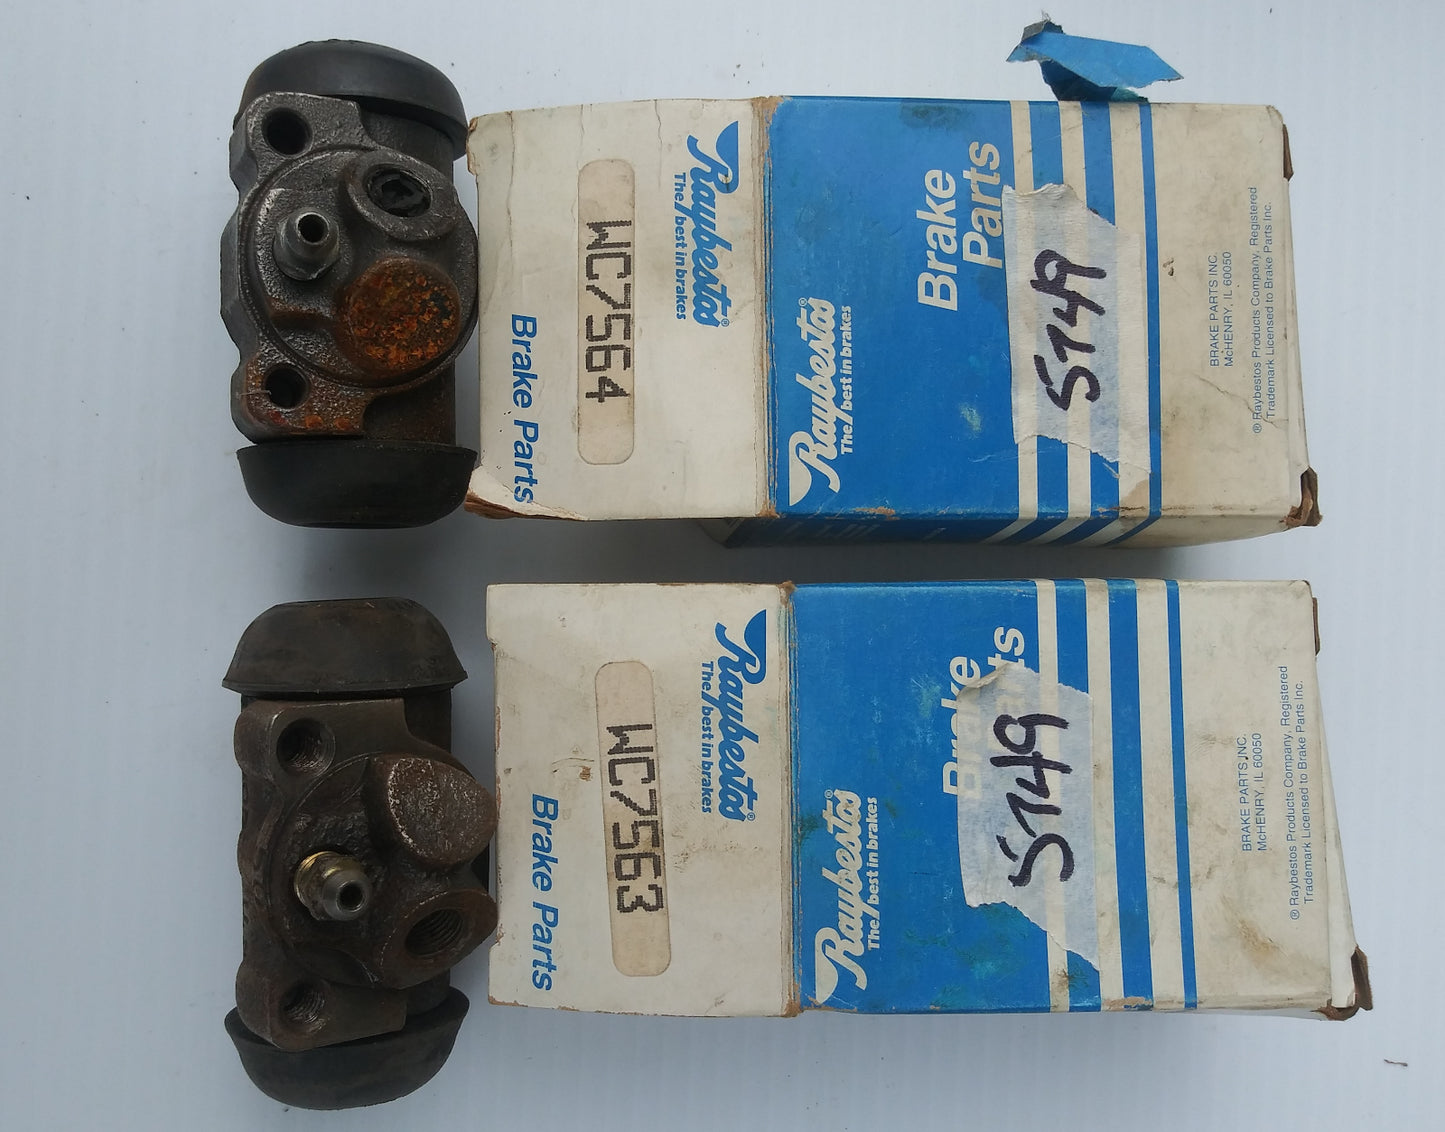 Raybestos®
The best in brakes
WC7564
Brake Parts
Brake
Parts
Raybestos®
The best in brakes
5749
BRAKE PARTS INC.
McHENRY, IL 60050
® Raybestos Products Company, Registered
Trademark Licensed to Brake Parts Inc.
Raybestos®
The best in brakes
WC7563
Brake Parts
Brake
Parts
Raybestos®
The best in brakes
5749
BRAKE PARTS INC.
McHENRY, IL 60050
® Raybestos Products Company, Registered
Trademark Licensed to Brake Parts Inc.